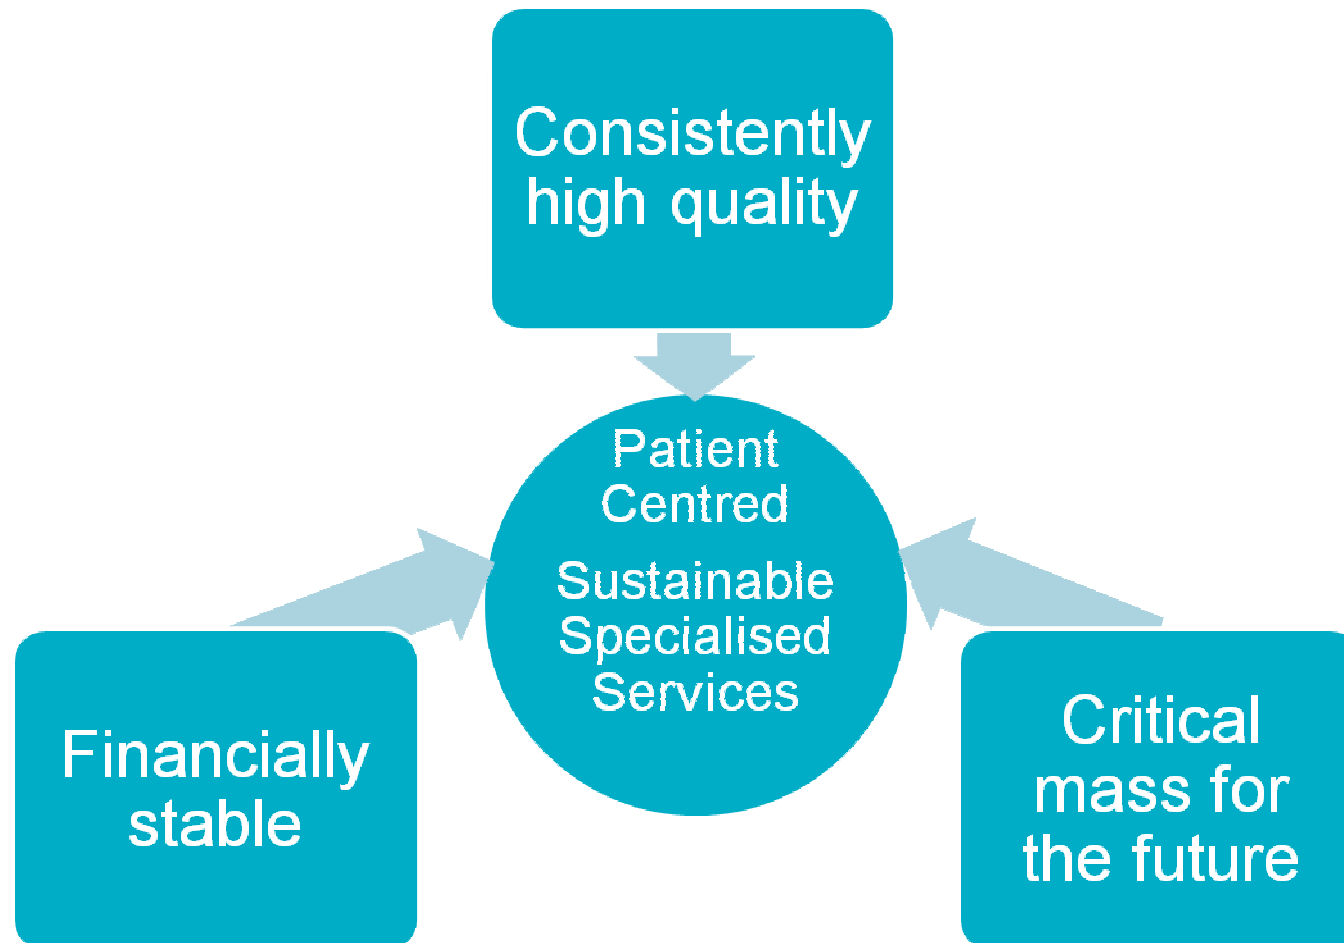 Consistently
high quality
Patient
Centred
Sustainable
Specialised
Services
Financially
stable
Critical
mass for
the future